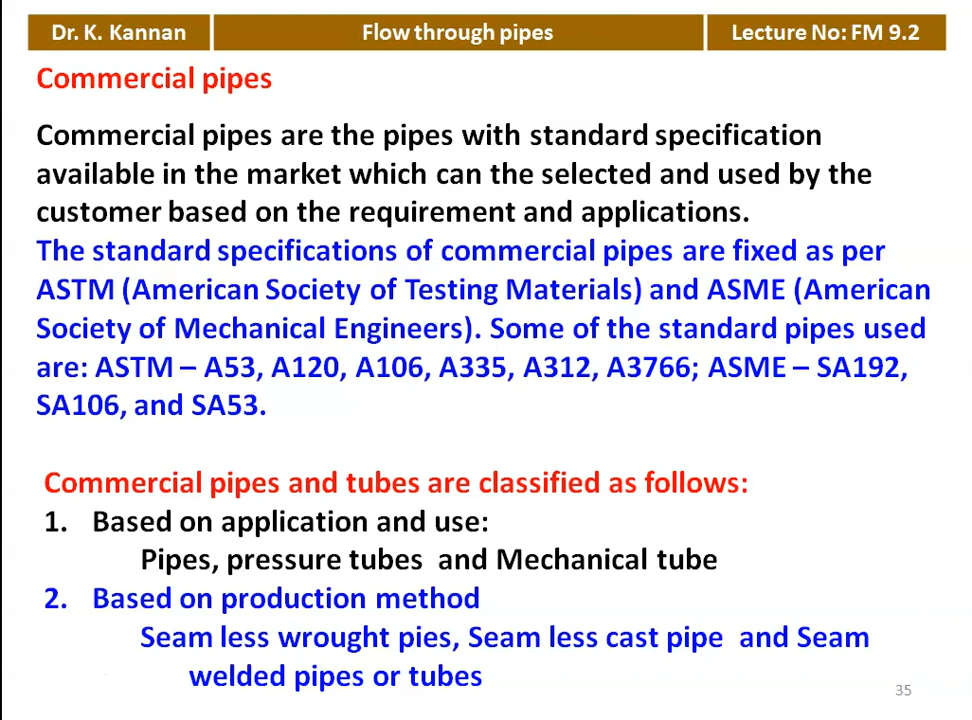 Dr. K. Kannan
Flow through pipes
Lecture No: FM 9.2
Commercial pipes
Commercial pipes are the pipes with standard specification
available in the market which can the selected and used by the
customer based on the requirement and applications.
The standard specifications of commercial pipes are fixed as per
ASTM (American Society of Testing Materials) and ASME (American
Society of Mechanical Engineers). Some of the standard pipes used
are: ASTM – A53, A120, A106, A335, A312, A3766; ASME – SA192,
SA106, and SA53.
Commercial pipes and tubes are classified as follows:
1. Based on application and use:
Pipes, pressure tubes and Mechanical tube
2. Based on production method
Seam less wrought pies, Seam less cast pipe and Seam
welded pipes or tubes
35